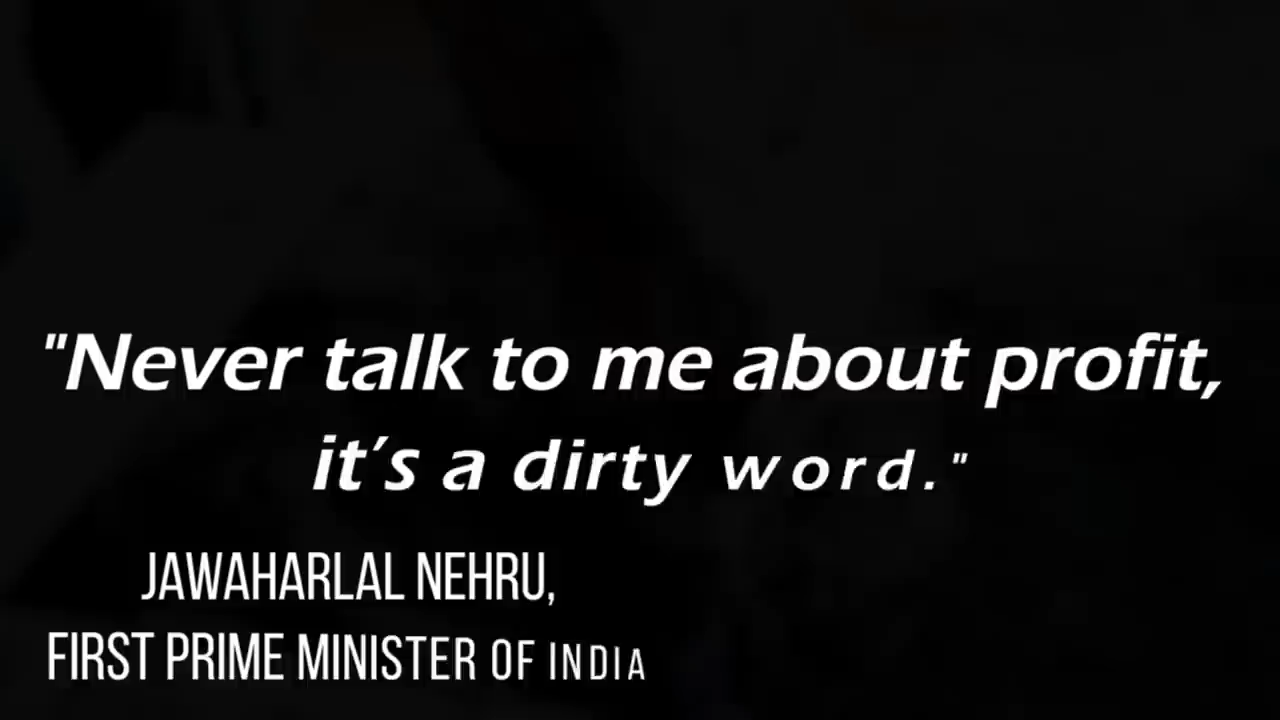 "Never talk to me about profit,
it's a dirty word."
JAWAHARLAL NEHRU,
FIRST PRIME MINISTER OF INDIA